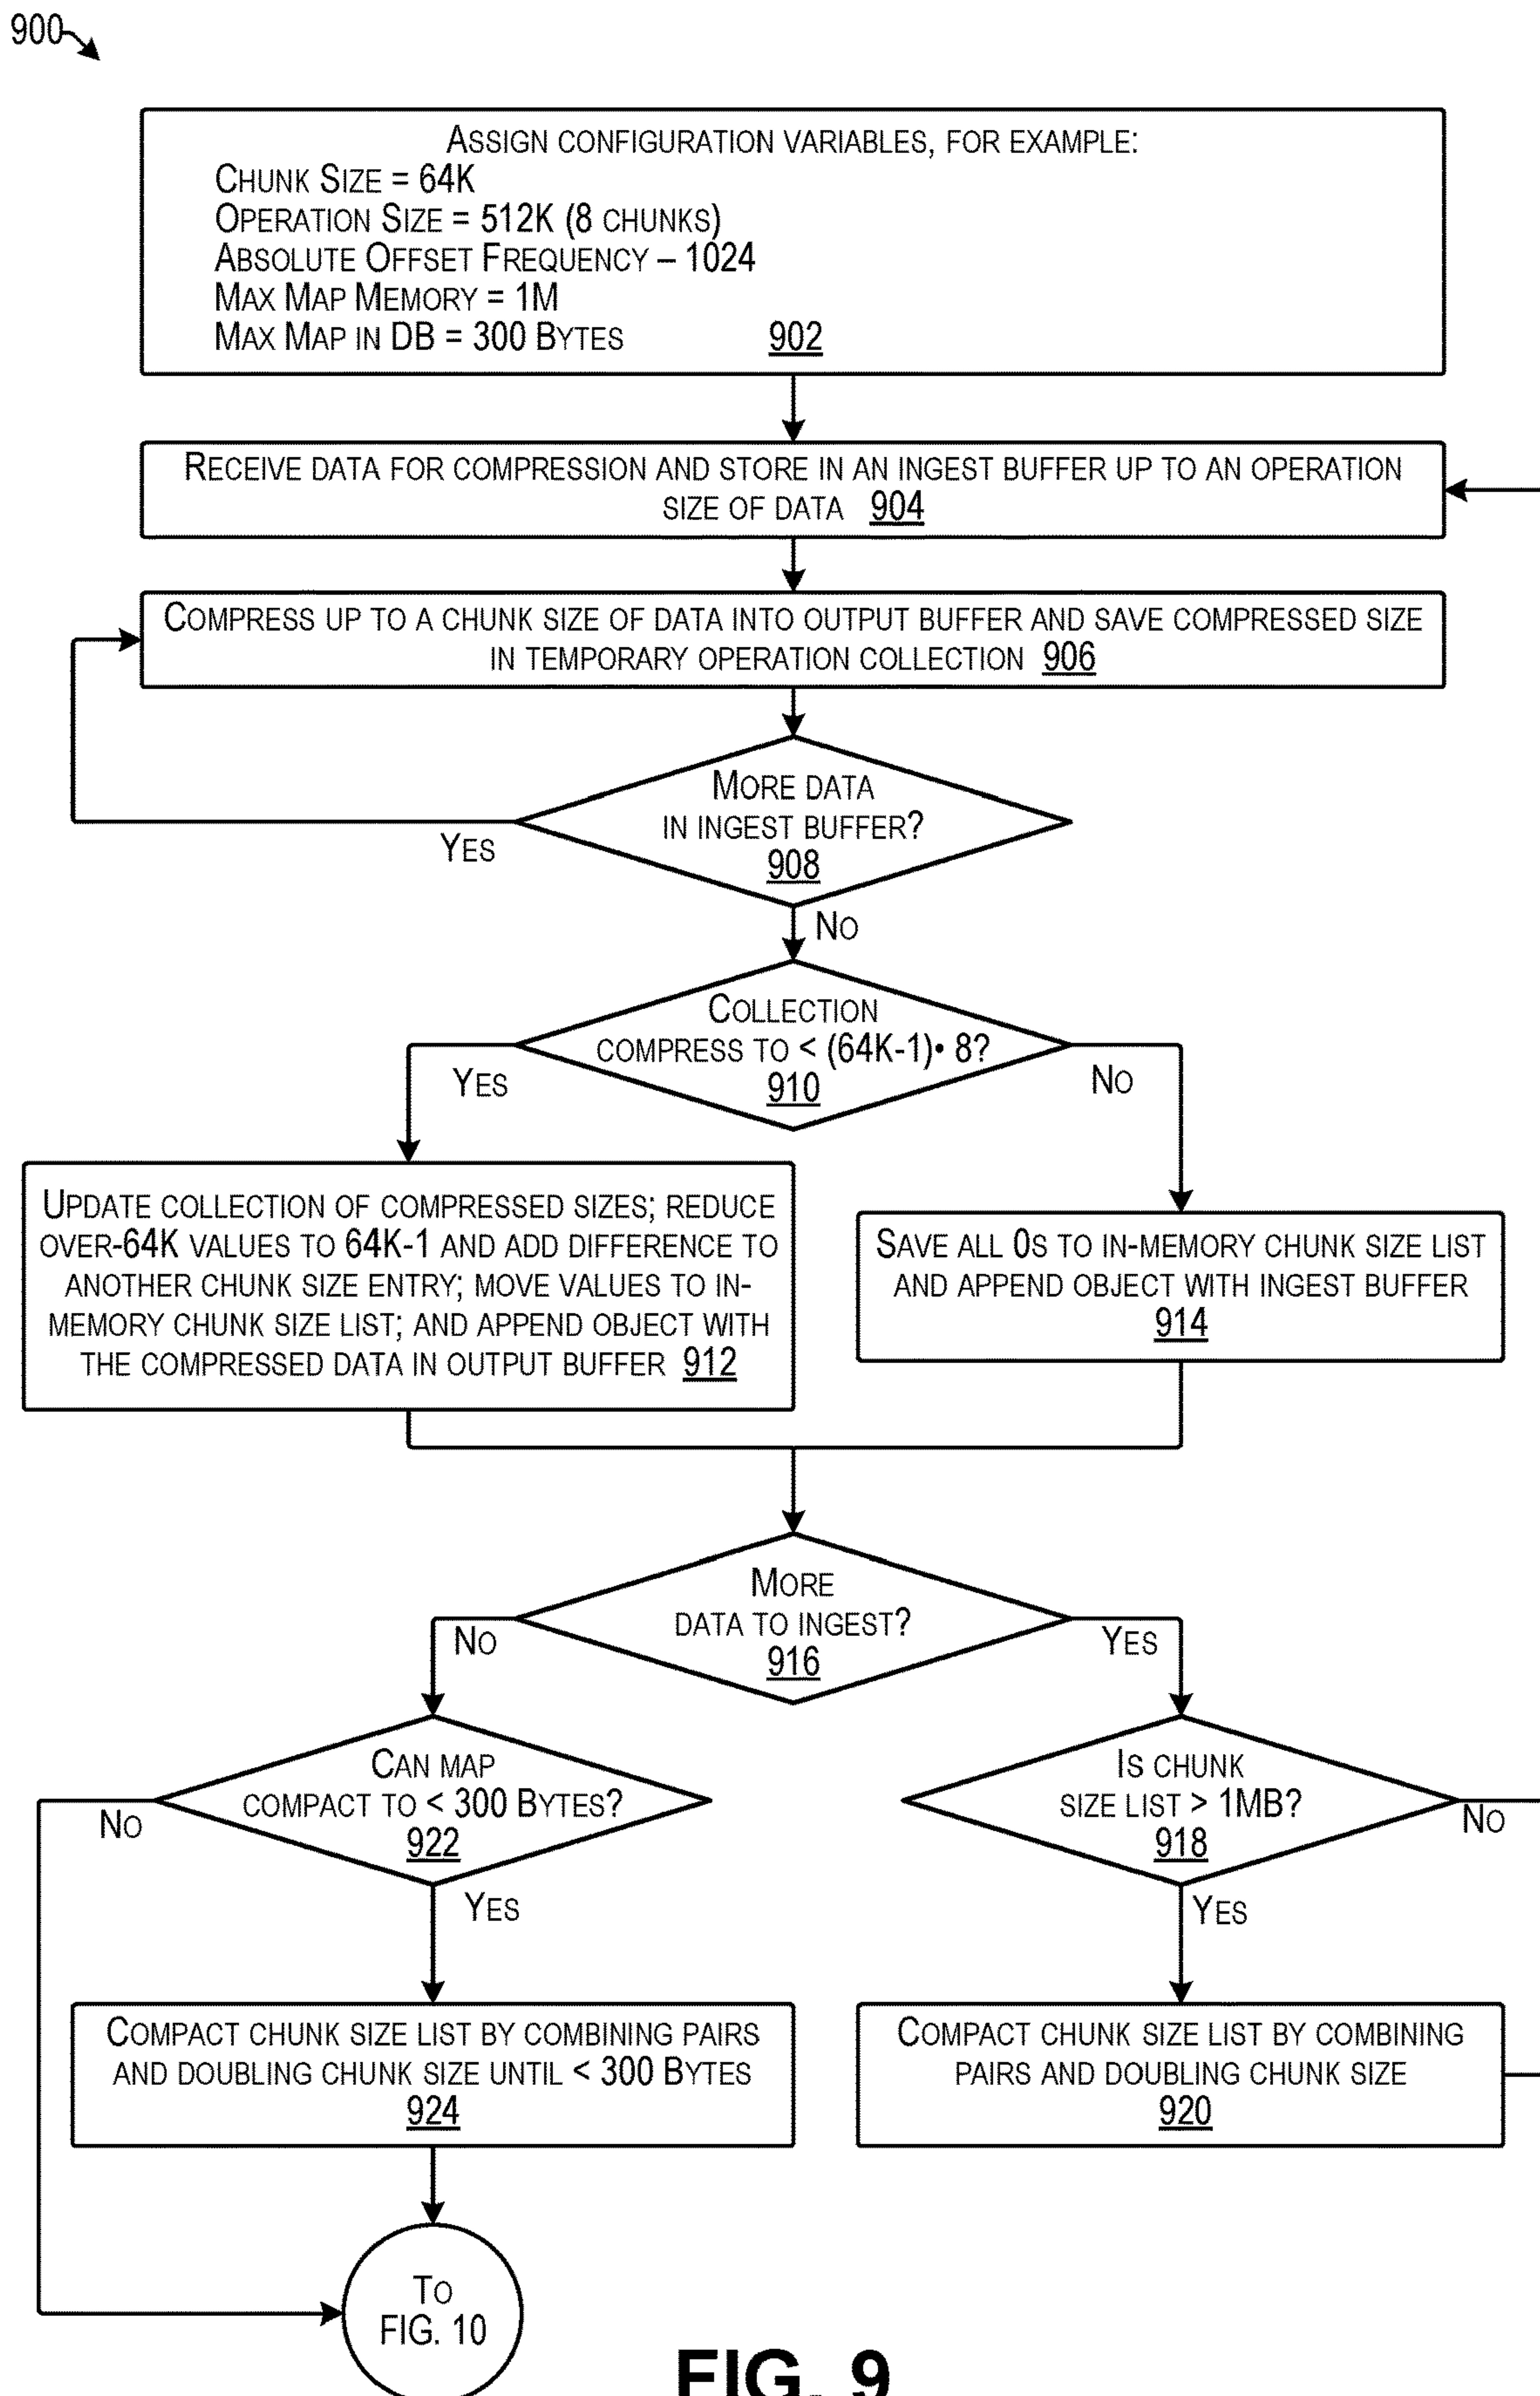 900
Assign configuration variables, for example:
Chunk Size = 64K
Operation Size = 512K (8 chunks)
Absolute Offset Frequency – 1024
Max Map Memory = 1M
Max Map in DB = 300 Bytes 902
Receive data for compression and store in an ingest buffer up to an operation
size of data 904
Compress up to a chunk size of data into output buffer and save compressed size
in temporary operation collection 906
More data
in ingest buffer?
908
Yes
No
Collection
compress to < (64K-1)• 8?
910
Yes
No
Update collection of compressed sizes; reduce
over-64K values to 64K-1 and add difference to
another chunk size entry; move values to in-
memory chunk size list; and append object with
the compressed data in output buffer 912
Save all 0s to in-memory chunk size list
and append object with ingest buffer
914
More
data to ingest?
916
No
Yes
Can map
compact to < 300 Bytes?
922
No
Yes
Is chunk
size list > 1MB?
918
No
Yes
Compact chunk size list by combining pairs
and doubling chunk size until < 300 Bytes
924
Compact chunk size list by combining
pairs and doubling chunk size
920
To
FIG. 10
FIG. 9